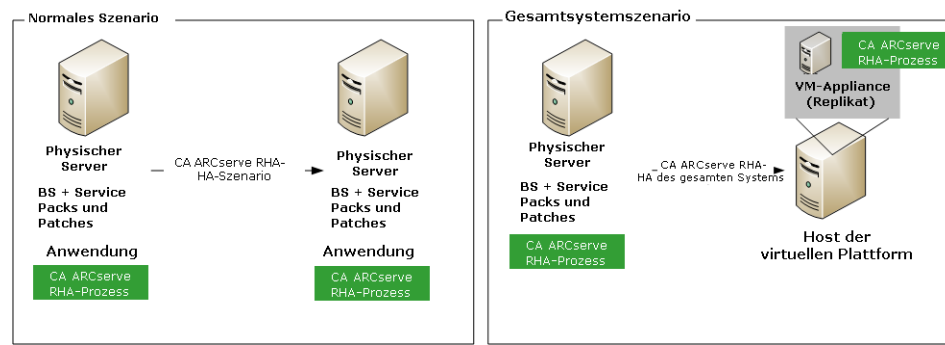 Normales Szenario
Physischer
Server
BS + Service
Packs und
Patches
Anwendung
CA ARCserve
RHA-Prozess
CA ARCserve RHA-
HA-Szenario
Physischer
Server
BS + Service
Packs und
Patches
Anwendung
CA ARCserve
RHA-Prozess
Gesamtsystemszenario
Physischer
Server
BS + Service
Packs und
Patches
CA ARCserve
RHA-Prozess
CA ARCserve RHA-
HA des gesamten Systems
CA ARCserve
RHA-Prozess
VM-Appliance
(Replikat)
Host der
virtuellen Plattform